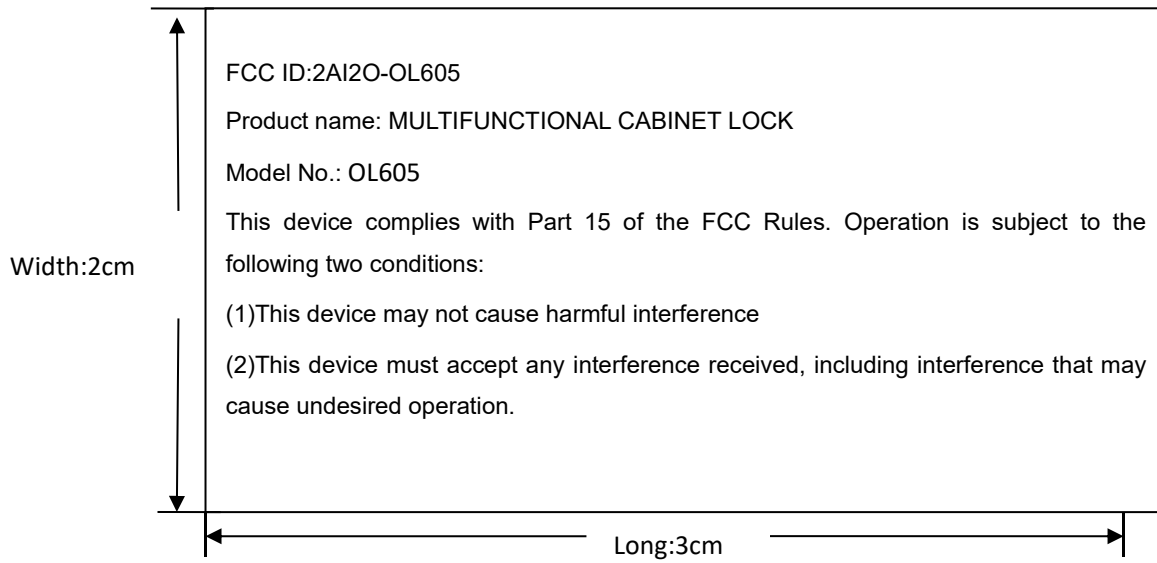 FCC ID:2AI2O-OL605
Product name: MULTIFUNCTIONAL CABINET LOCK
Model No.: OL605
This device complies with Part 15 of the FCC Rules. Operation is subject to the
following two conditions:
(1)This device may not cause harmful interference
(2)This device must accept any interference received, including interference that may
cause undesired operation.
Width:2cm
Long:3cm